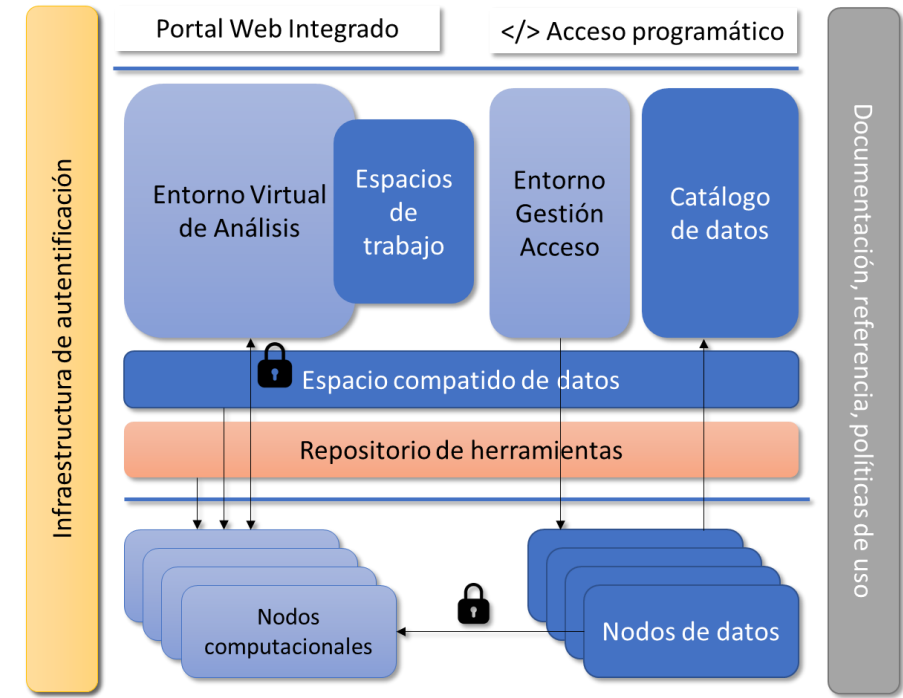 Portal Web Integrado
</> Acceso programático
Infraestructura de autentificación
Entorno Virtual
de Análisis
Espacios
de
trabajo
Entorno
Gestión
Acceso
Catálogo
de datos
Espacio compatido de datos
Repositorio de herramientas
Nodos
computacionales
Nodos de datos
Documentación, referencia, políticas de uso